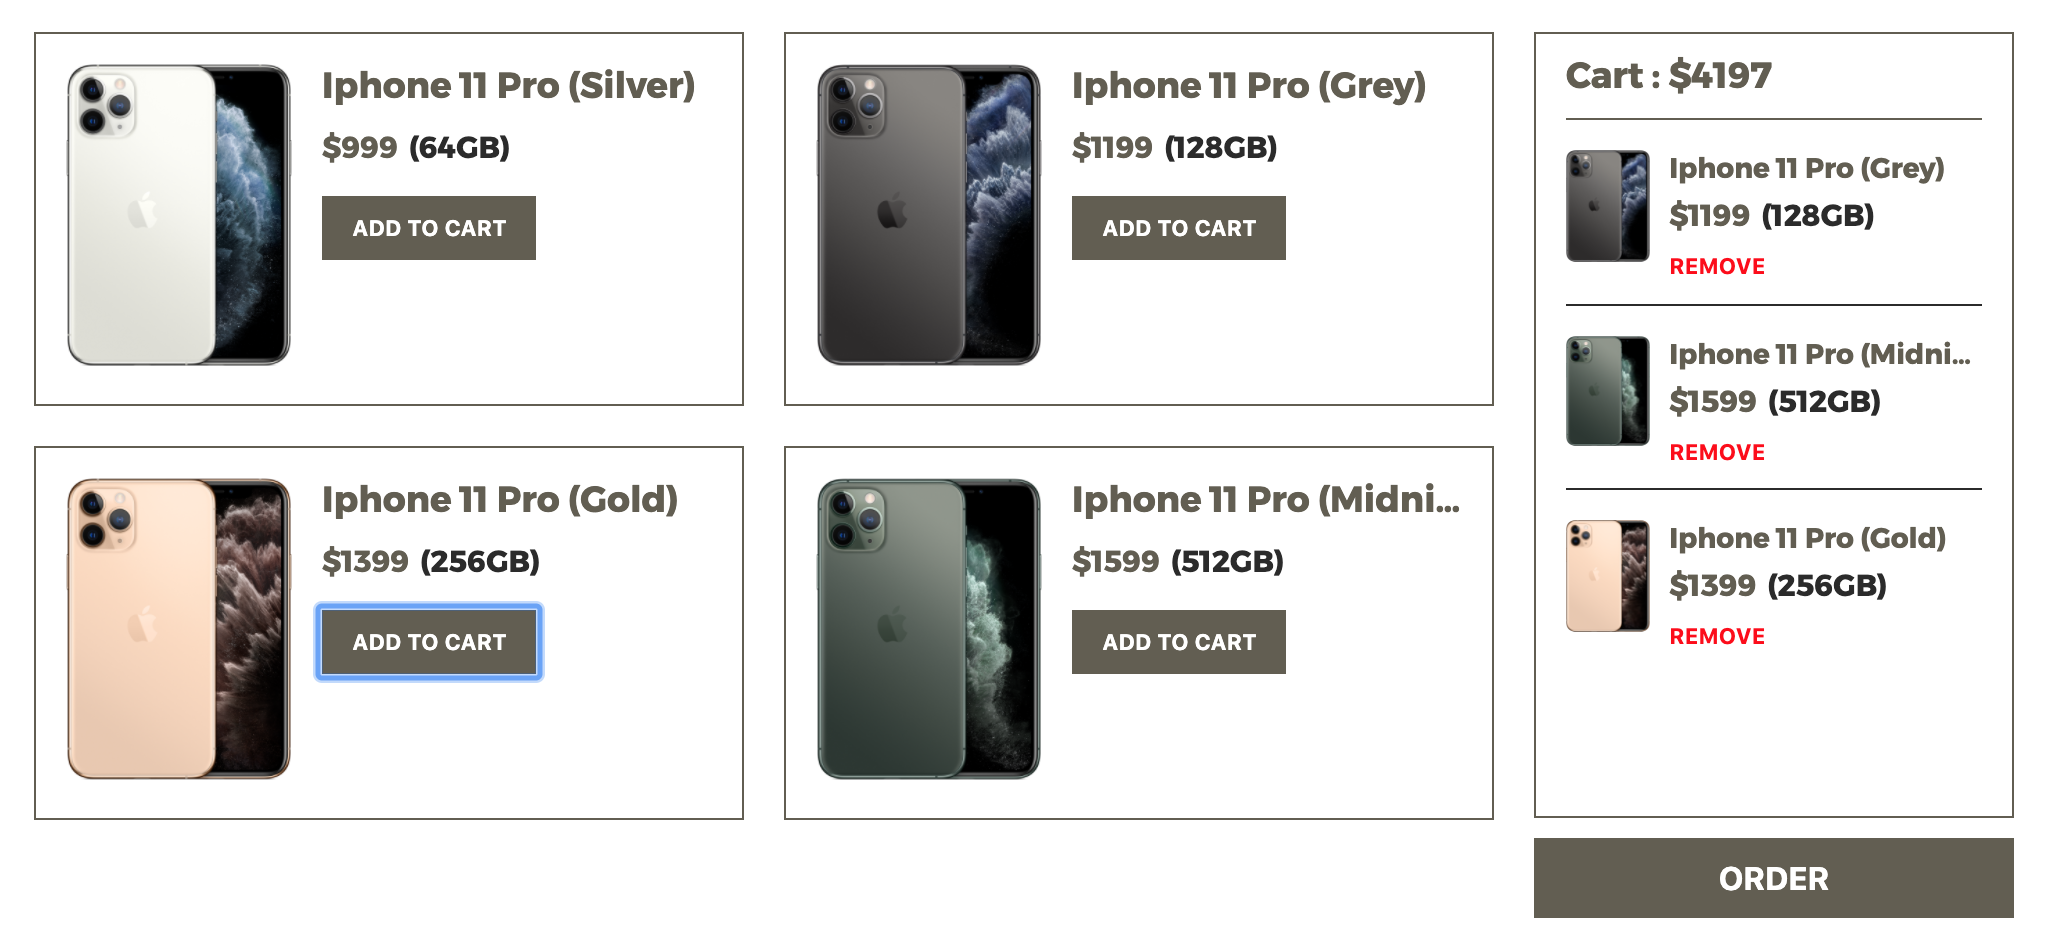 Iphone 11 Pro (Silver)
$999 (64GB)
ADD TO CART
Iphone 11 Pro (Grey)
$1199 (128GB)
ADD TO CART
Iphone 11 Pro (Gold)
$1399 (256GB)
ADD TO CART
Iphone 11 Pro (Midni...
$1599 (512GB)
ADD TO CART
Cart : $4197
Iphone 11 Pro (Grey)
$1199 (128GB)
REMOVE
Iphone 11 Pro (Midni...
$1599 (512GB)
REMOVE
Iphone 11 Pro (Gold)
$1399 (256GB)
REMOVE
ORDER